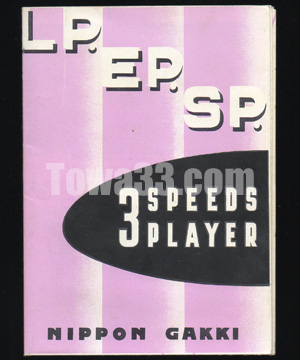 L.P.
E.P.
S.P.
Towa33.com
3 SPEEDS
PLAYER
NIPPON GAKKI